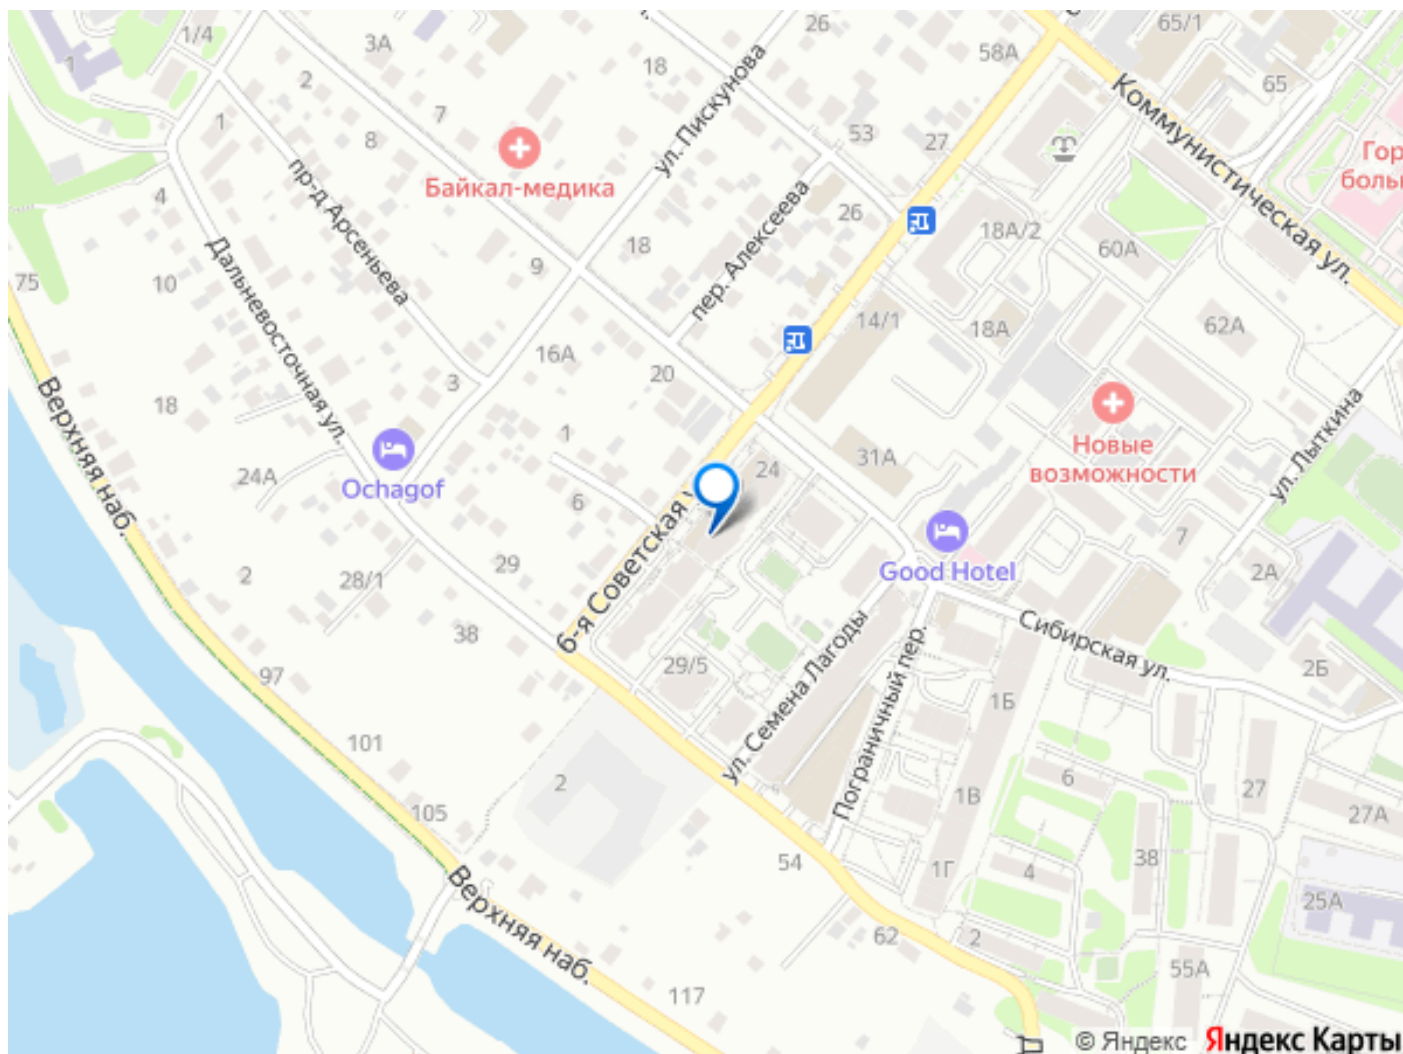 1/4
3А
26
65/1
58А
1
2
18
65
7
ул. Пискунова
Коммунистическая ул.
1
8
53
27
Гор
боль
Байкал-медика
пр-д Арсеньева
4
пер. Алексеева
26
18А/2
60А
Дальневосточная ул.
18
9
75
10
14/1
18А
62А
16А
20
3
Верхняя наб.
18
1
31А
Новые
возможности
ул. Лыткина
24
24А
Ochagof
6
6-я Советская у
7
29
Good Hotel
2А
2
28/1
38
ул. Семена Лагоды
Пограничный пер.
Сибирская ул.
29/5
2Б
97
1Б
101
2
6
27
105
1В
27А
54
38
1Г
4
Верхняя наб.
25А
62
2
55А
117
© Яндекс Яндекс Карты